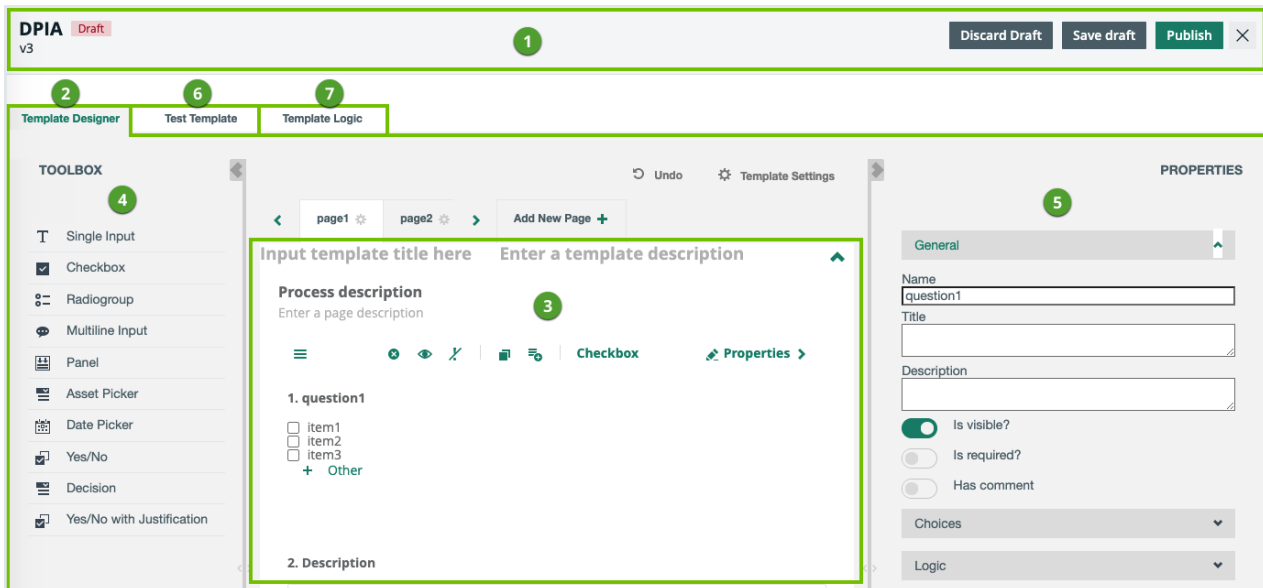 DPIA Draft
v3
1
Discard Draft Save draft Publish
2 6 7
Template Designer Test Template Template Logic
TOOLBOX
4
Single Input
Checkbox
Radiogroup
Multiline Input
Panel
Asset Picker
Date Picker
Yes/No
Decision
Yes/No with Justification
Undo Template Settings
page1 page2 Add New Page +
Input template title here Enter a template description
Process description
3
Enter a page description
Checkbox Properties
1. question1
item1
item2
item3
+ Other
2. Description
PROPERTIES
5
General
Name
question1
Title
Description
Is visible?
Is required?
Has comment
Choices
Logic